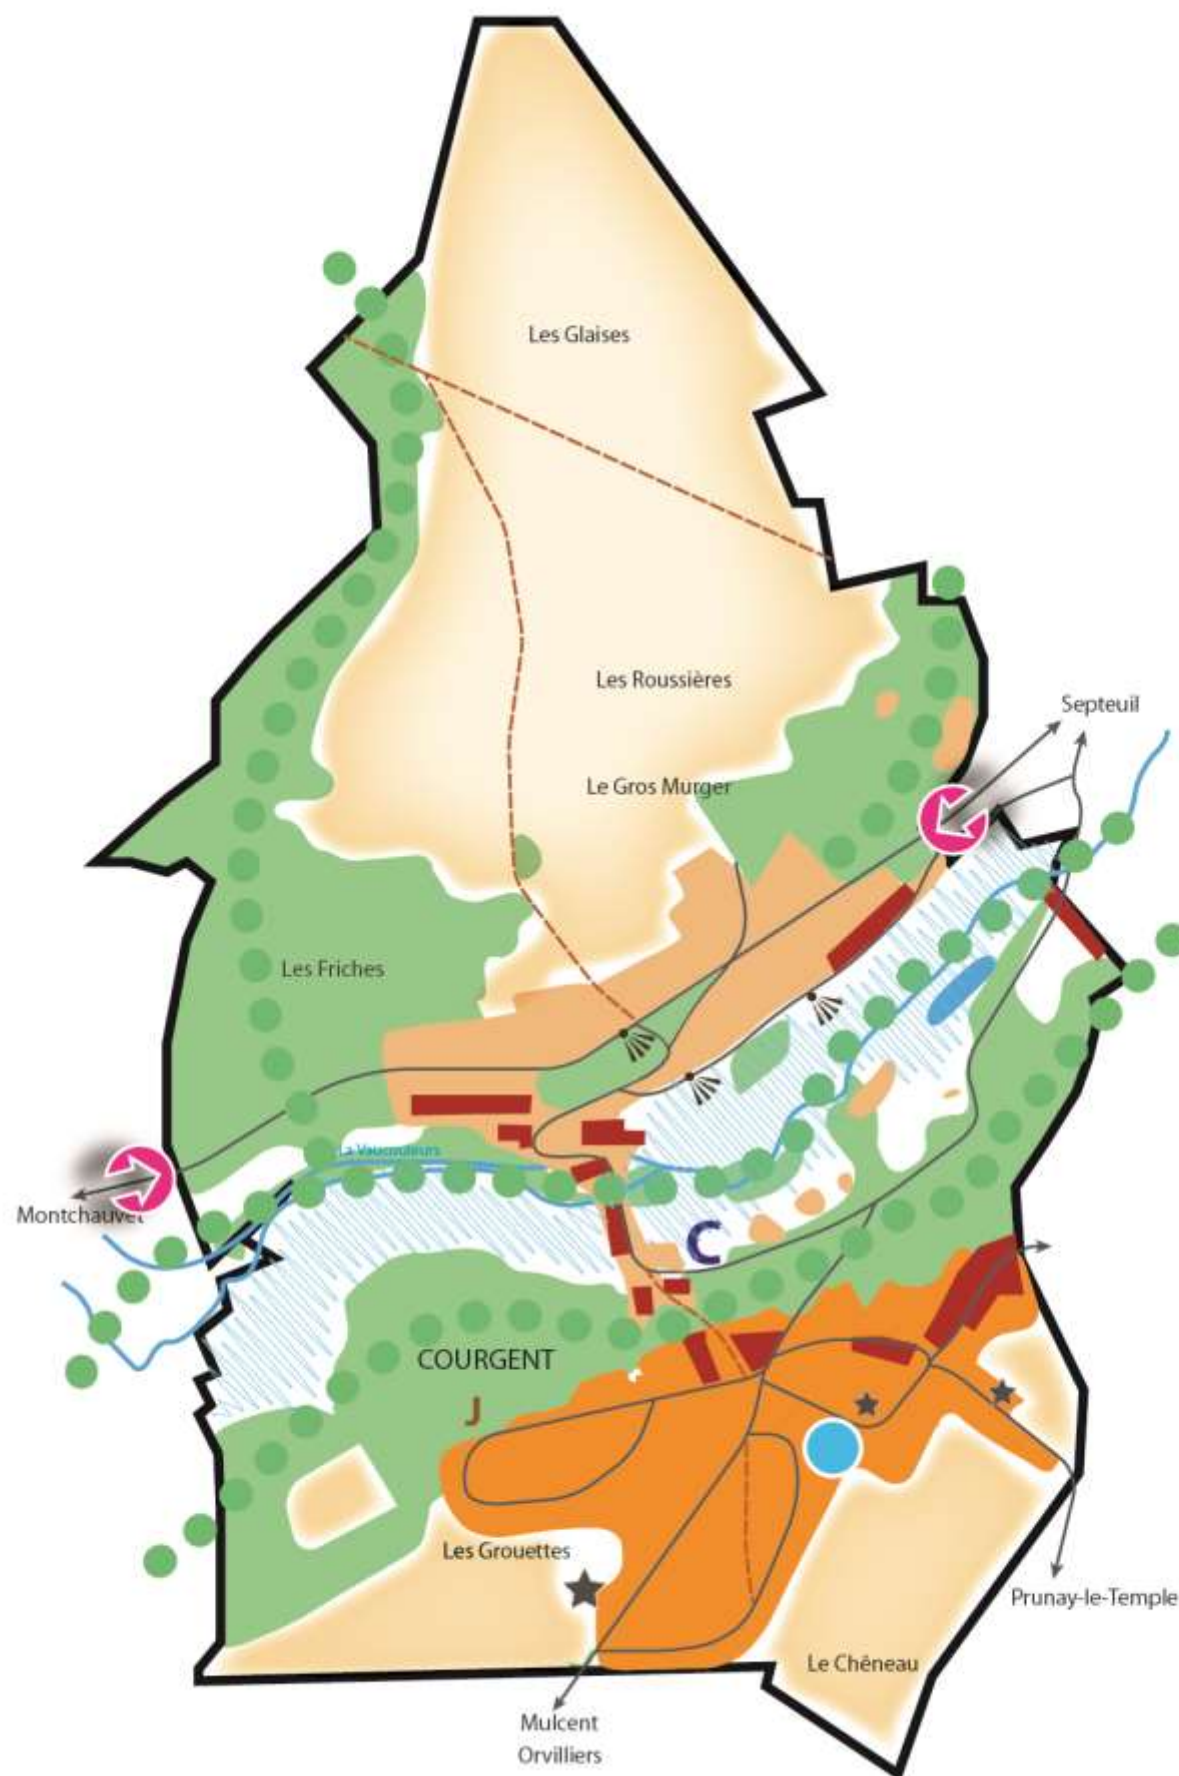 Les Glaises
Les Roussières
Septeuil
Le Gros Murger
Les Friches
La Vaucouleurs
Montchauvet
C
COURGENT
J
Les Grouettes
Prunay-le-Temple
Le Chêneau
Mulcent
Orvilliers